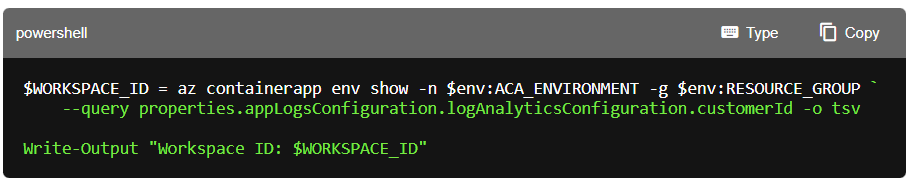 powershell
Type
Copy
$WORKSPACE_ID = az containerapp env show -n $env:ACA_ENVIRONMENT -g $env:RESOURCE_GROUP `
    --query properties.appLogsConfiguration.logAnalyticsConfiguration.customerId -o tsv
Write-Output "Workspace ID: $WORKSPACE_ID"